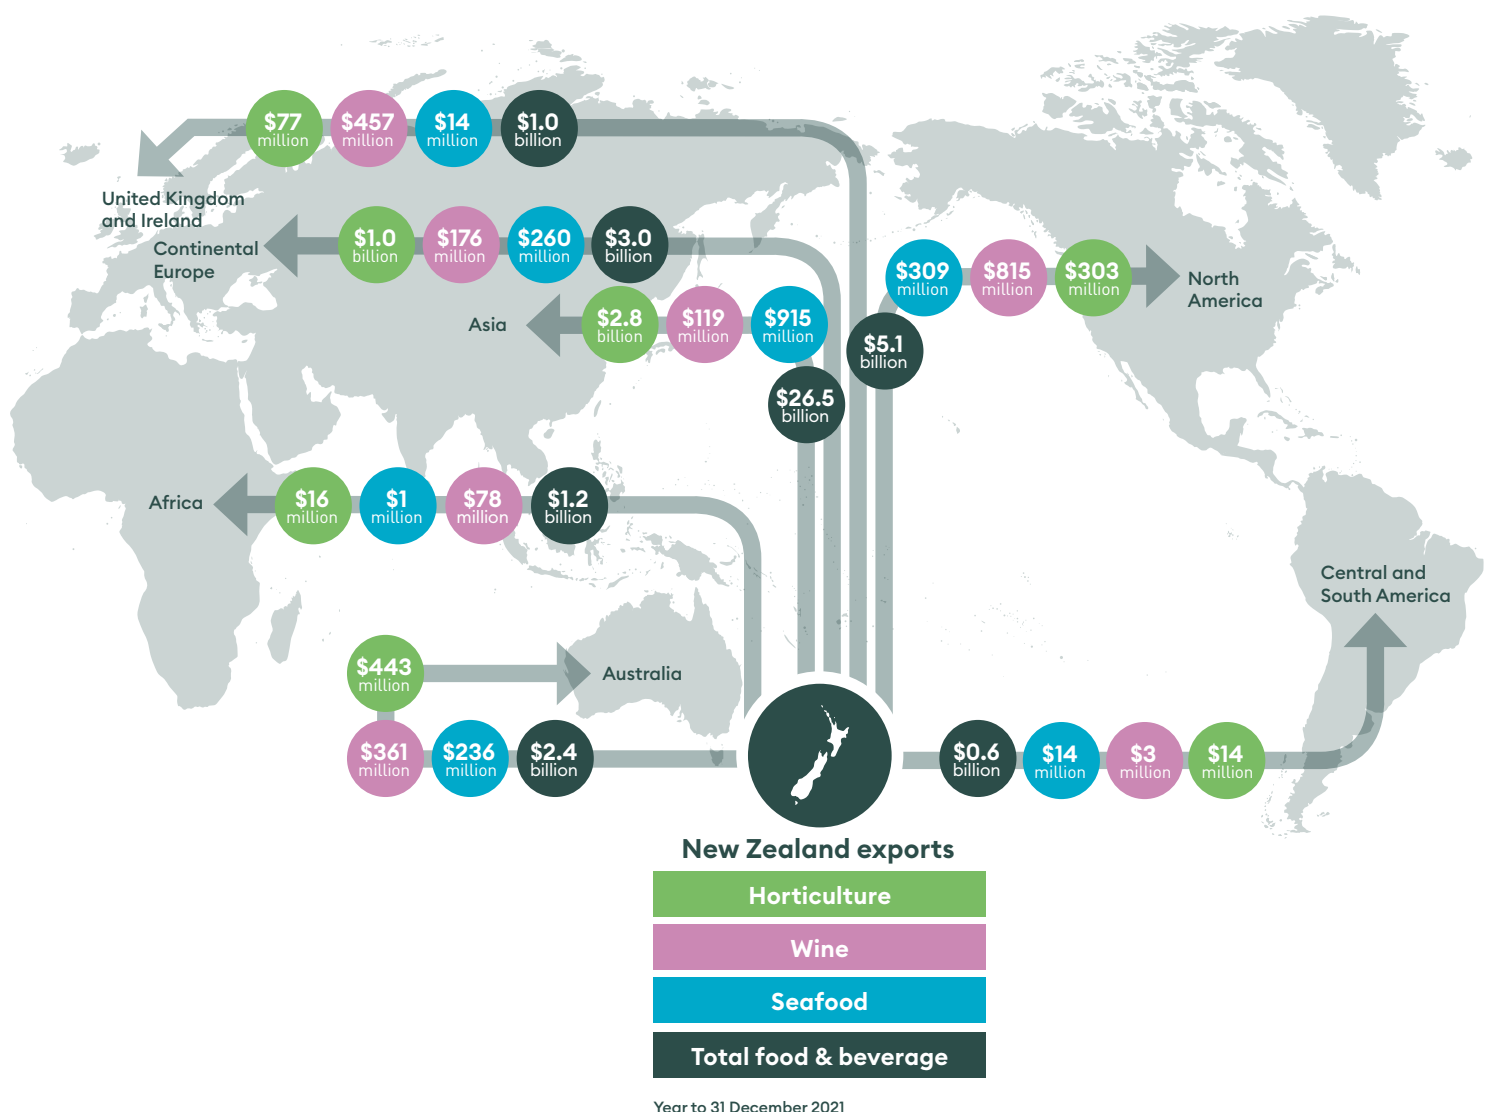 $77
million
$457
million
$14
million
$1.0
billion
United Kingdom
and Ireland
Continental
Europe
$1.0
billion
$176
million
$260
million
$3.0
billion
$309
million
$815
million
$303
million
North
America
Asia
$2.8
billion
$119
million
$915
million
$5.1
billion
$26.5
billion
Africa
$16
million
$1
million
$78
million
$1.2
billion
Central and
South America
$443
million
Australia
$361
million
$236
million
$2.4
billion
$0.6
billion
$14
million
$3
million
$14
million
New Zealand exports
Horticulture
Wine
Seafood
Total food & beverage
Year to 31 December 2021